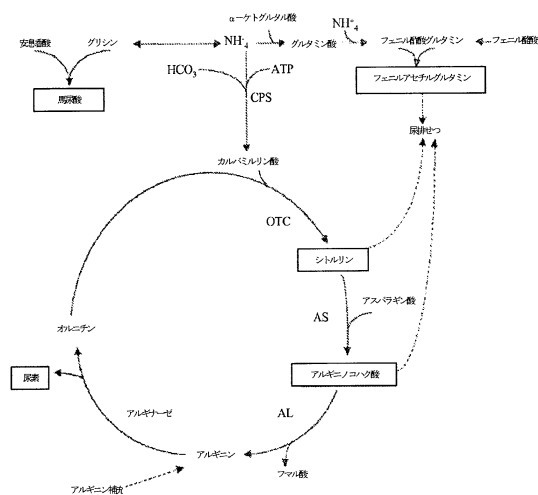 α－ケトグルタル酸
NH⁺₄
安息香酸 グリシン NH⁺₄ グルタミン酸 フェニル酢酸グルタミン フェニル酢酸
HCO₃ ATP
馬尿酸
フェニルアセチルグルタミン
CPS
尿排せつ
カルバミルリン酸
OTC
シトルリン
アスパラギン酸
AS
オルニチン
尿素
アルギニノコハク酸
アルギナーゼ
AL
アルギニン
フマル酸
アルギニン補充